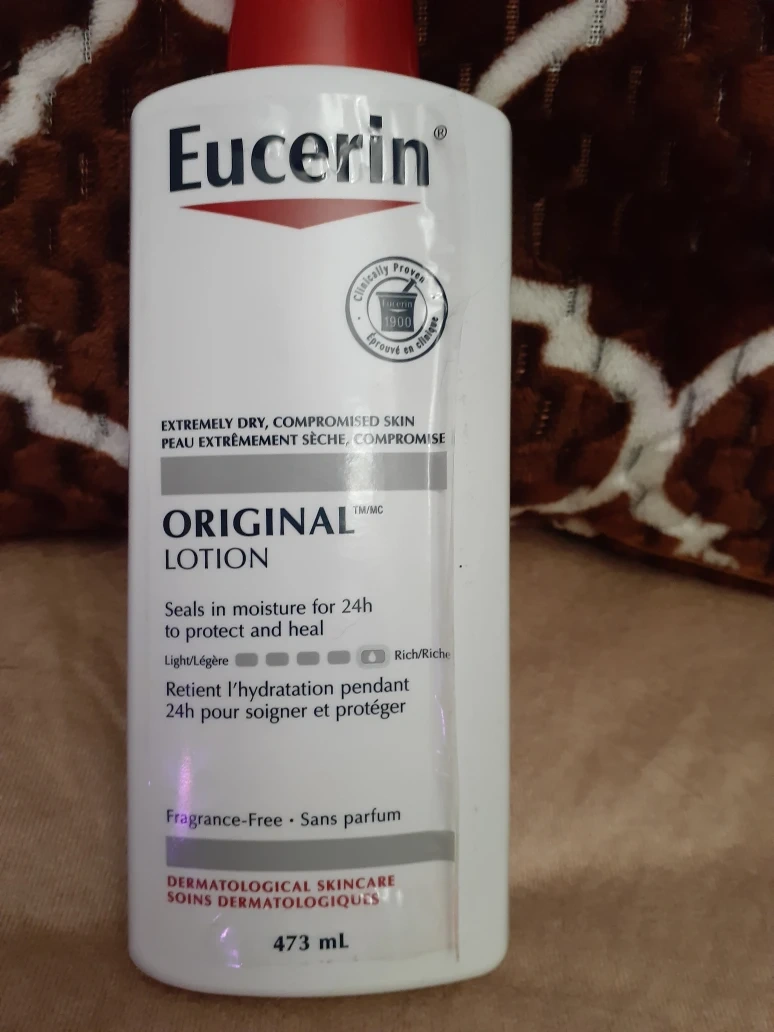 Eucerin®
Clinically Proven
Eucerin
1900
Éprouvé en clinique
EXTREMELY DRY, COMPROMISED SKIN
PEAU EXTRÊMEMENT SÈCHE, COMPROMISE
ORIGINAL TM/MC
LOTION
Seals in moisture for 24h
to protect and heal
Light/Légère Rich/Riche
Retient l'hydratation pendant
24h pour soigner et protéger
Fragrance-Free • Sans parfum
DERMATOLOGICAL SKINCARE
SOINS DERMATOLOGIQUES
473 mL